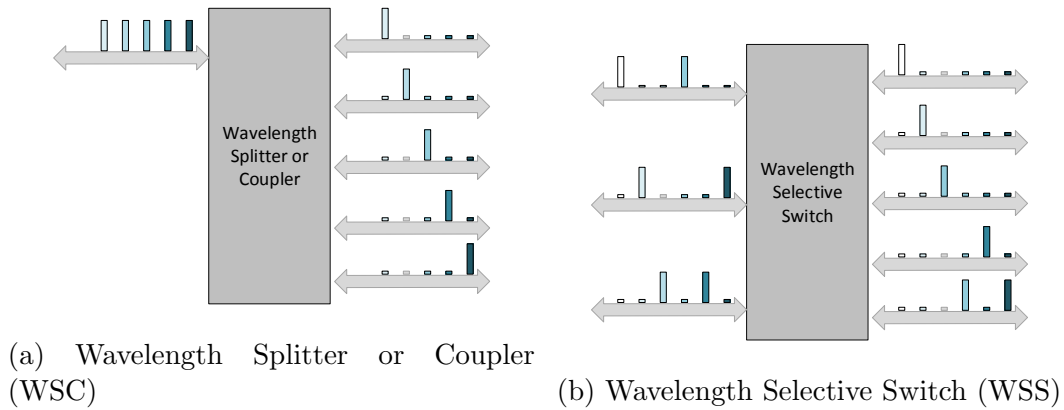 Wavelength
Splitter or
Coupler
Wavelength
Selective
Switch
(a) Wavelength Splitter or Coupler
(WSC)
(b) Wavelength Selective Switch (WSS)